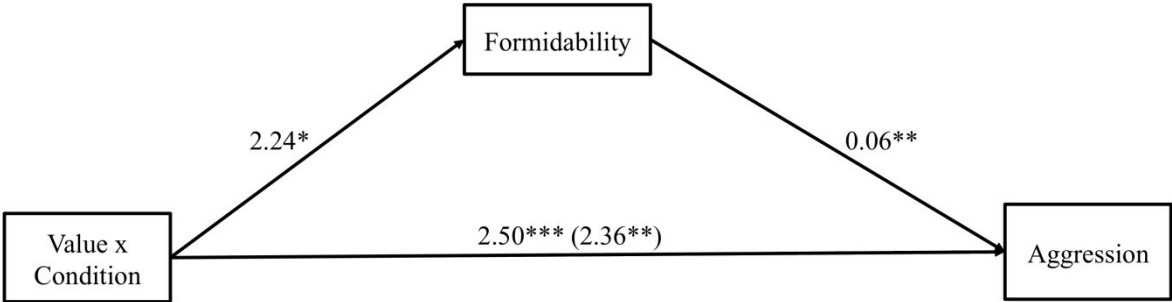 Formidability
2.24*
0.06**
2.50*** (2.36**)
Value x
Condition
Aggression